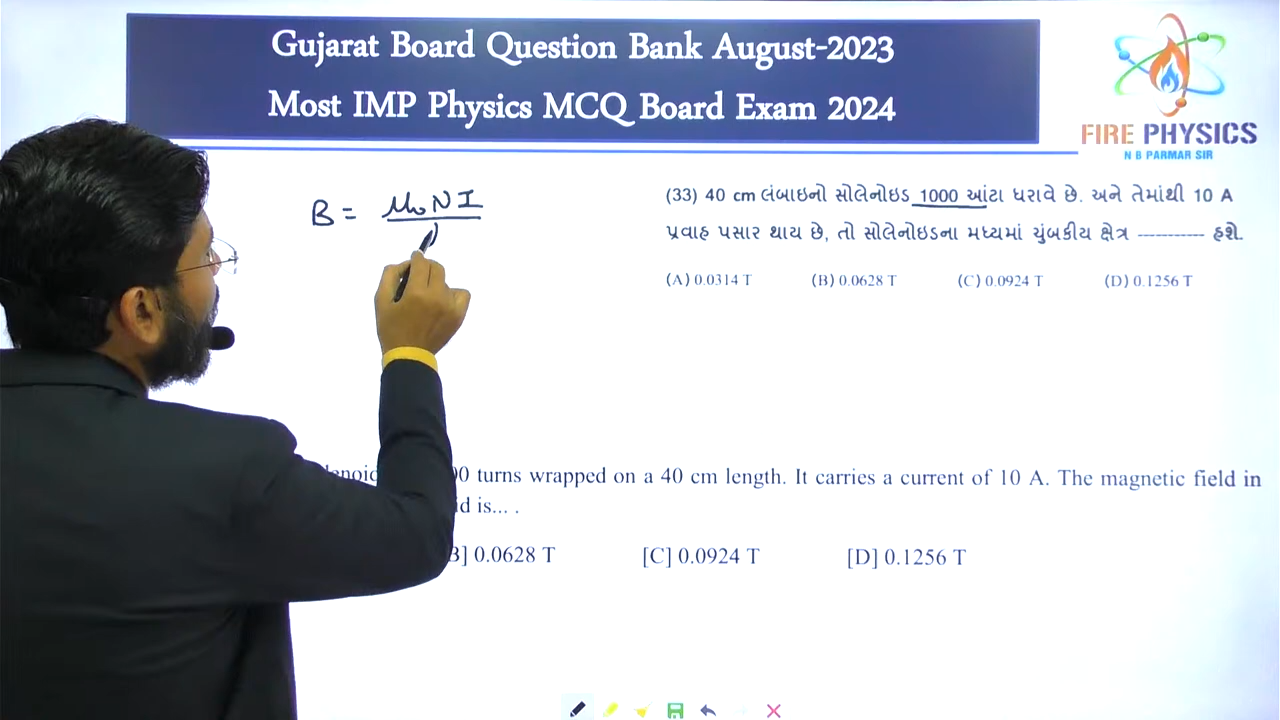 Gujarat Board Question Bank August-2023
Most IMP Physics MCQ Board Exam 2024
FIRE PHYSICS
N B PARMAR SIR
B = μ₀NI
(33) 40 cm લંબાઇનો સોલેનોઇડ 1000 આંટા ધરાવે છે. અને તેમાંથી 10 A
પ્રવાહ પસાર થાય છે, તો સોલેનોઇડના મધ્યમાં ચુંબકીય ક્ષેત્ર ----------- હશે.
(A) 0.0314 T (B) 0.0628 T (C) 0.0924 T (D) 0.1256 T
turns wrapped on a 40 cm length. It carries a current of 10 A. The magnetic field in
is... .
0.0628 T [C] 0.0924 T [D] 0.1256 T